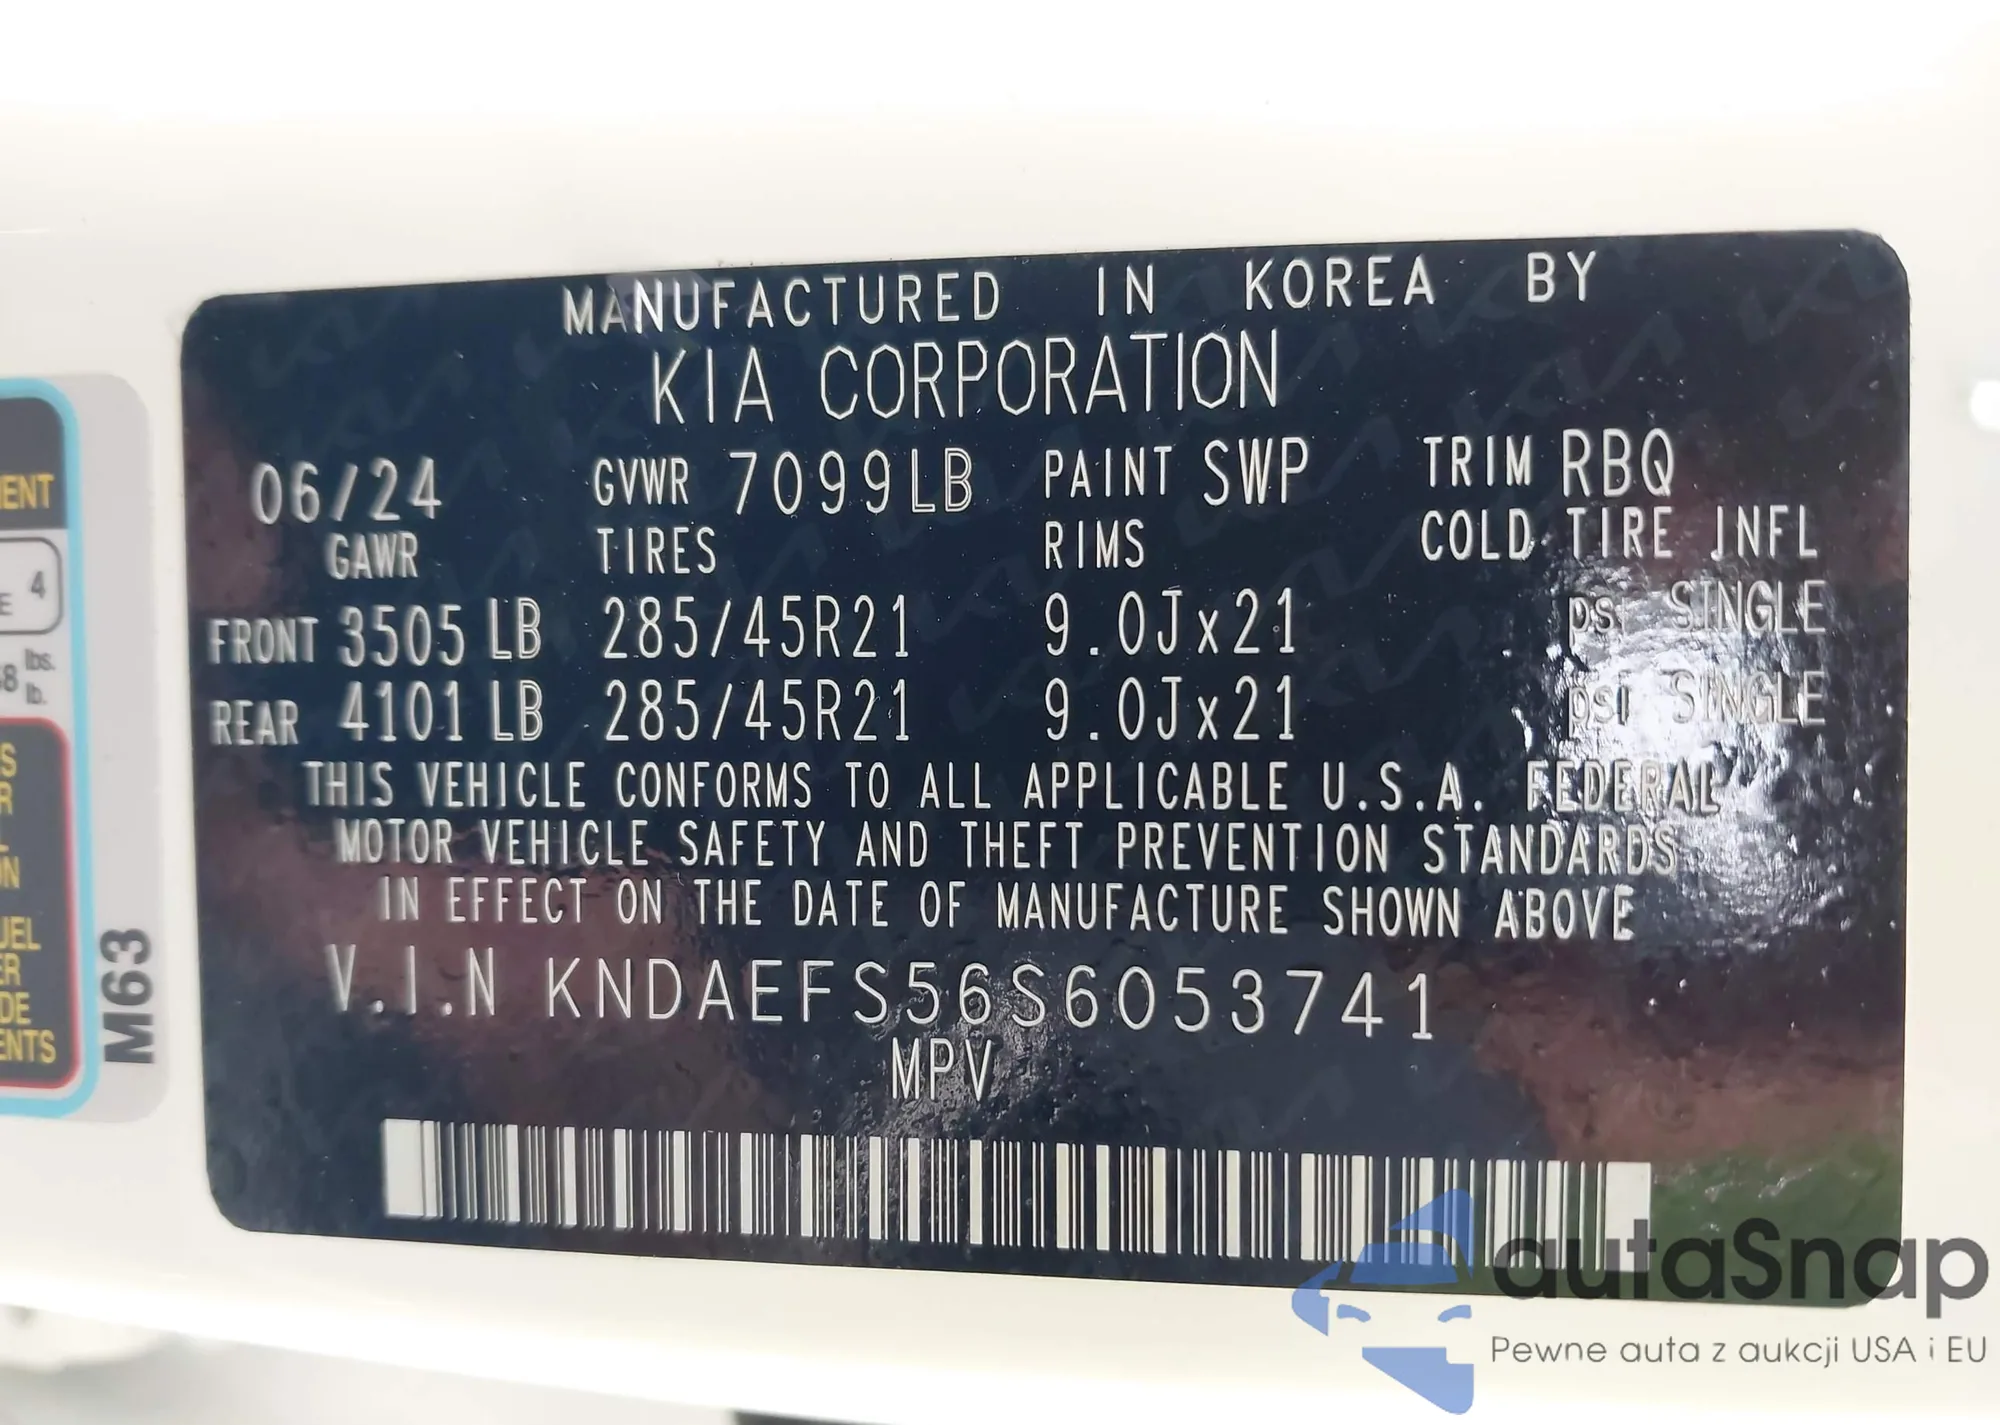 MANUFACTURED IN KOREA BY
KIA CORPORATION
06/24 GVWR 7099LB PAINT SWP TRIM RBQ
GAWR TIRES RIMS COLD TIRE INFL
FRONT 3505 LB 285/45R21 9.0Jx21 psi SINGLE
REAR 4101 LB 285/45R21 9.0Jx21 psi SINGLE
THIS VEHICLE CONFORMS TO ALL APPLICABLE U.S.A. FEDERAL
MOTOR VEHICLE SAFETY AND THEFT PREVENTION STANDARDS
IN EFFECT ON THE DATE OF MANUFACTURE SHOWN ABOVE
V.I.N KNDAEFS56S6053741
MPV
4
lbs.
lb.
M63
autaSnap
Pewne auta z aukcji USA i EU